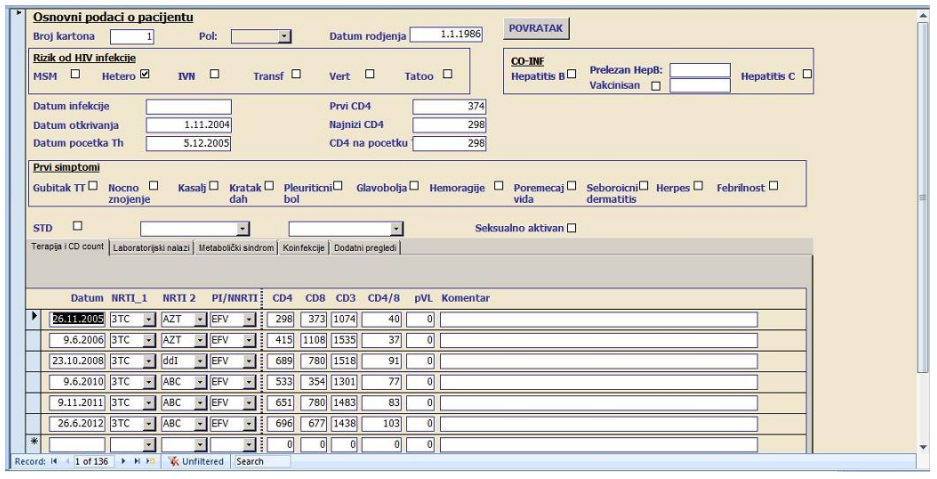 Osnovni podaci o pacijentu
Broj kartona 1 Pol: Datum rodjenja 1.1.1986 POVRATAK
Rizik od HIV infekcije
MSM Hetero IVN Transf Vert Tatoo
CO-INF
Hepatitis B Prelezan HepB: Hepatitis C
Vakcinisan
Datum infekcije Prvi CD4 374
Datum otkrivanja 1.11.2004 Najnizi CD4 298
Datum pocetka Th 5.12.2005 CD4 na pocetku 298
Prvi simptomi
Gubitak TT Nocno znojenje Kasalj Kratak dah Pleuriticni bol Glavobolja Hemoragije Poremecaj vida Seboroicni dermatitis Herpes Febrilnost
STD Seksualno aktivan
Terapija i CD count Laboratorijski nalazi Metabolički sindrom Koinfekcije Dodatni pregledi
Datum NRTI_1 NRTI 2 PI/NNRTI CD4 CD8 CD3 CD4/8 pVL Komentar
26.11.2005 3TC AZT EFV 298 373 1074 40 0
9.6.2006 3TC AZT EFV 415 1108 1535 37 0
23.10.2008 3TC ddI EFV 689 780 1518 91 0
9.6.2010 3TC ABC EFV 533 354 1301 77 0
9.11.2011 3TC ABC EFV 651 780 1483 83 0
26.6.2012 3TC ABC EFV 696 677 1438 103 0
0 0 0 0 0
Record: 1 of 136 Unfiltered Search